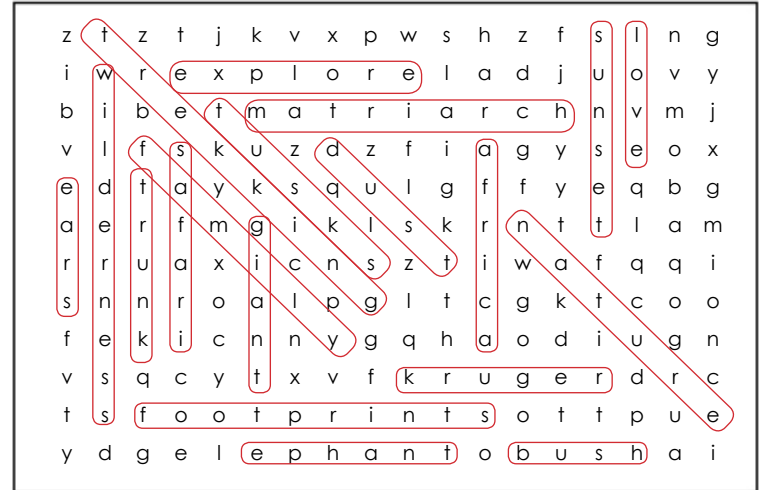 z t z t j k v x p w s h z f s l n g
i w r e x p l o r e l a d j u o v y
b i b e t m a t r i a r c h n v m j
v l f s k u z d z f i a g y s e o x
e d t a y k s q u l g f f y e q b g
a e r f m g i k l s k r n t t l a m
r r u a x i c n s z t i w a f q q i
s n n r o a l p g l t c g k t c o o
f e k i c n n y g q h a o d i u g n
v s q c y t x v f k r u g e r d r c
t s f o o t p r i n t s o t t p u e
y d g e l e p h a n t o b u s h a i